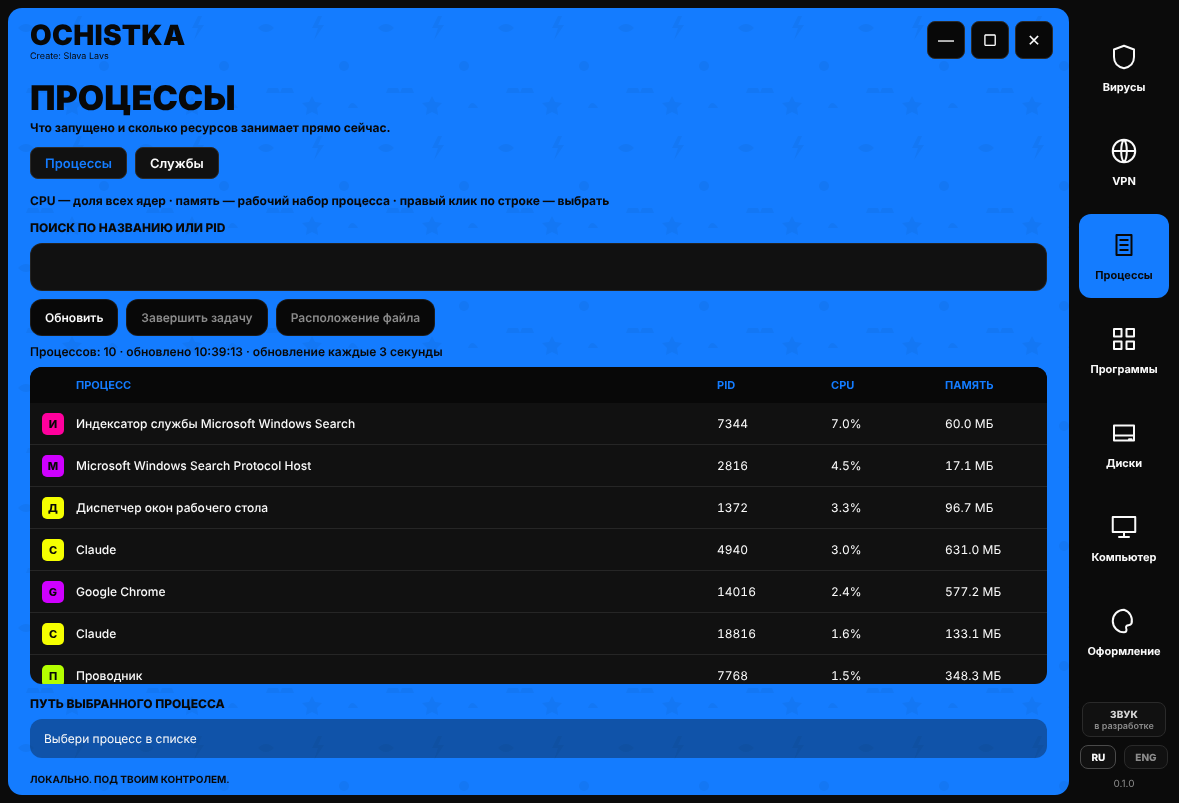 OCHISTKA
Create: Slava Lavs
ПРОЦЕССЫ
Что запущено и сколько ресурсов занимает прямо сейчас.
Процессы Службы
CPU — доля всех ядер · память — рабочий набор процесса · правый клик по строке — выбрать
ПОИСК ПО НАЗВАНИЮ ИЛИ PID
Обновить Завершить задачу Расположение файла
Процессов: 10 · обновлено 10:39:13 · обновление каждые 3 секунды
ПРОЦЕСС PID CPU ПАМЯТЬ
И Индексатор службы Microsoft Windows Search 7344 7.0% 60.0 МБ
M Microsoft Windows Search Protocol Host 2816 4.5% 17.1 МБ
Д Диспетчер окон рабочего стола 1372 3.3% 96.7 МБ
C Claude 4940 3.0% 631.0 МБ
G Google Chrome 14016 2.4% 577.2 МБ
C Claude 18816 1.6% 133.1 МБ
П Проводник 7768 1.5% 348.3 МБ
ПУТЬ ВЫБРАННОГО ПРОЦЕССА
Выбери процесс в списке
ЛОКАЛЬНО. ПОД ТВОИМ КОНТРОЛЕМ.
Вирусы
VPN
Процессы
Программы
Диски
Компьютер
Оформление
ЗВУК
в разработке
RU ENG
0.1.0